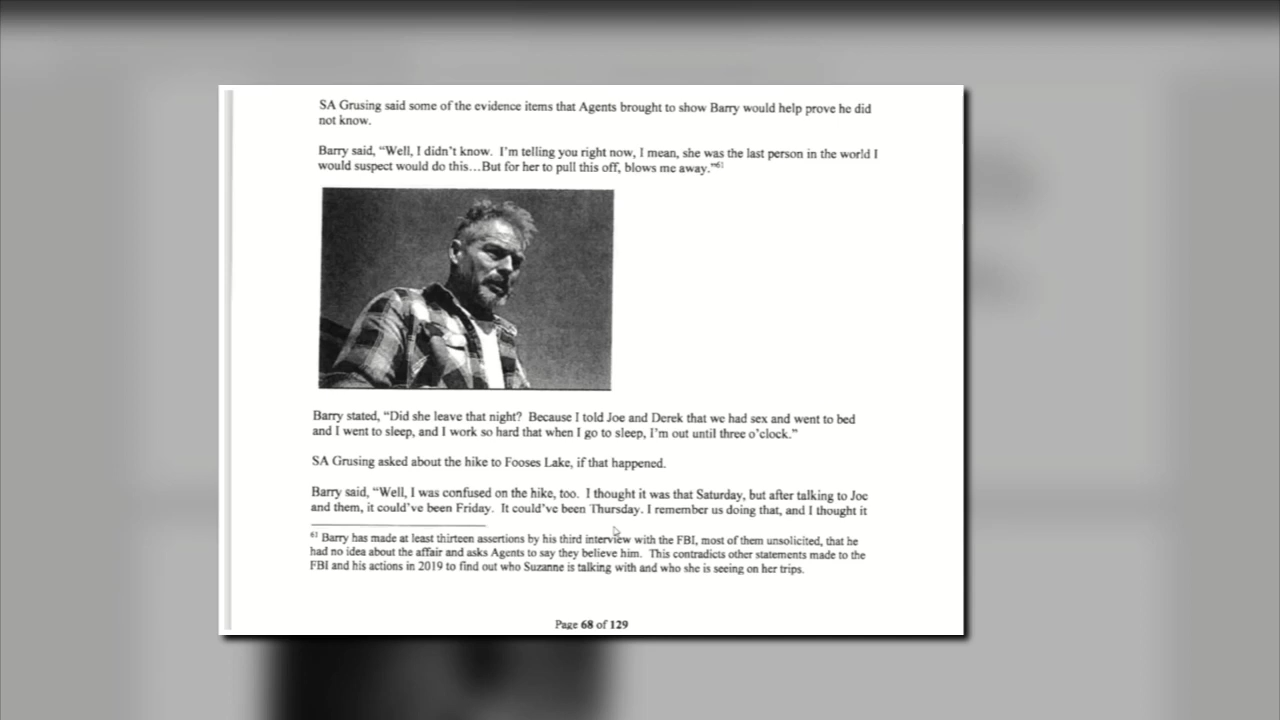 SA Grusing said some of the evidence items that Agents brought to show Barry would help prove he did
not know.
Barry said, “Well, I didn’t know. I’m telling you right now, I mean, she was the last person in the world I
would suspect would do this…But for her to pull this off, blows me away.”61
Barry stated, “Did she leave that night? Because I told Joe and Derek that we had sex and went to bed
and I went to sleep, and I work so hard that when I go to sleep, I’m out until three o’clock.”
SA Grusing asked about the hike to Fooses Lake, if that happened.
Barry said, “Well, I was confused on the hike, too. I thought it was that Saturday, but after talking to Joe
and them, it could’ve been Friday. It could’ve been Thursday. I remember us doing that, and I thought it
61 Barry has made at least thirteen assertions by his third interview with the FBI, most of them unsolicited, that he
had no idea about the affair and asks Agents to say they believe him. This contradicts other statements made to the
FBI and his actions in 2019 to find out who Suzanne is talking with and who she is seeing on her trips.
Page 68 of 129